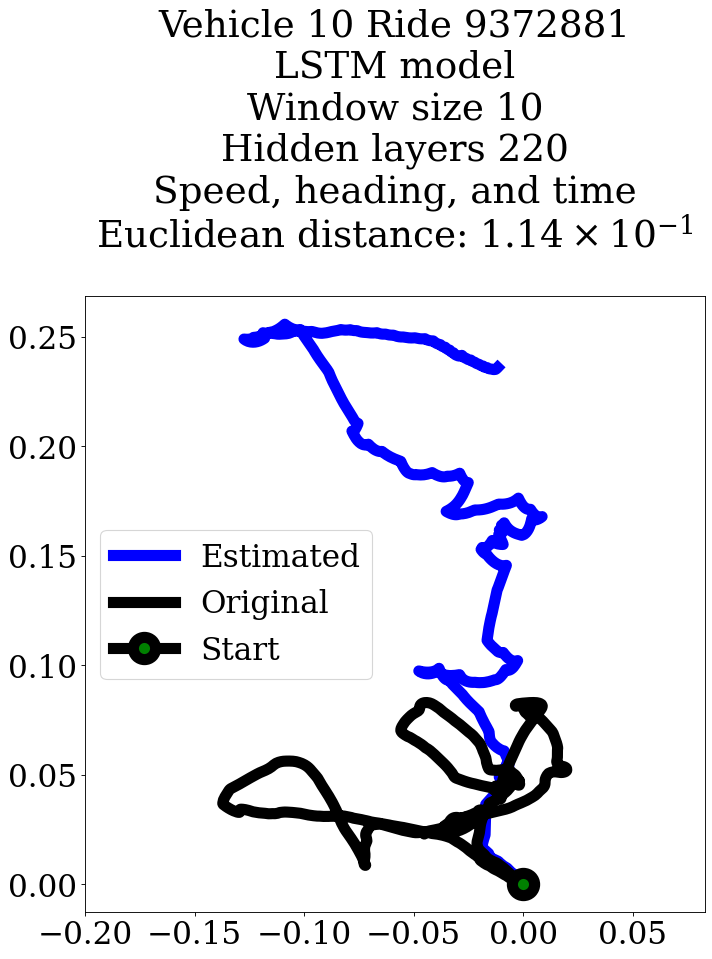 Vehicle 10 Ride 9372881
LSTM model
Window size 10
Hidden layers 220
Speed, heading, and time
Euclidean distance: 1.14 × 10⁻¹
0.25
0.20
0.15
0.10
0.05
0.00
Estimated
Original
Start
−0.20 −0.15 −0.10 −0.05 0.00 0.05